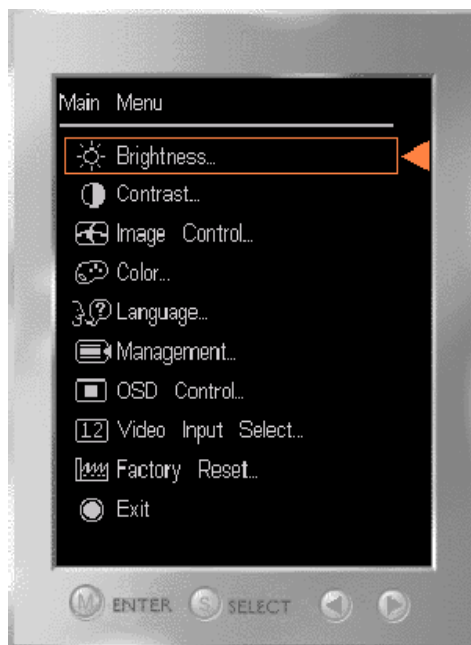 Main Menu
Brightness...
Contrast...
Image Control...
Color...
Language...
Management...
OSD Control...
12 Video Input Select...
Factory Reset...
Exit
M ENTER S SELECT